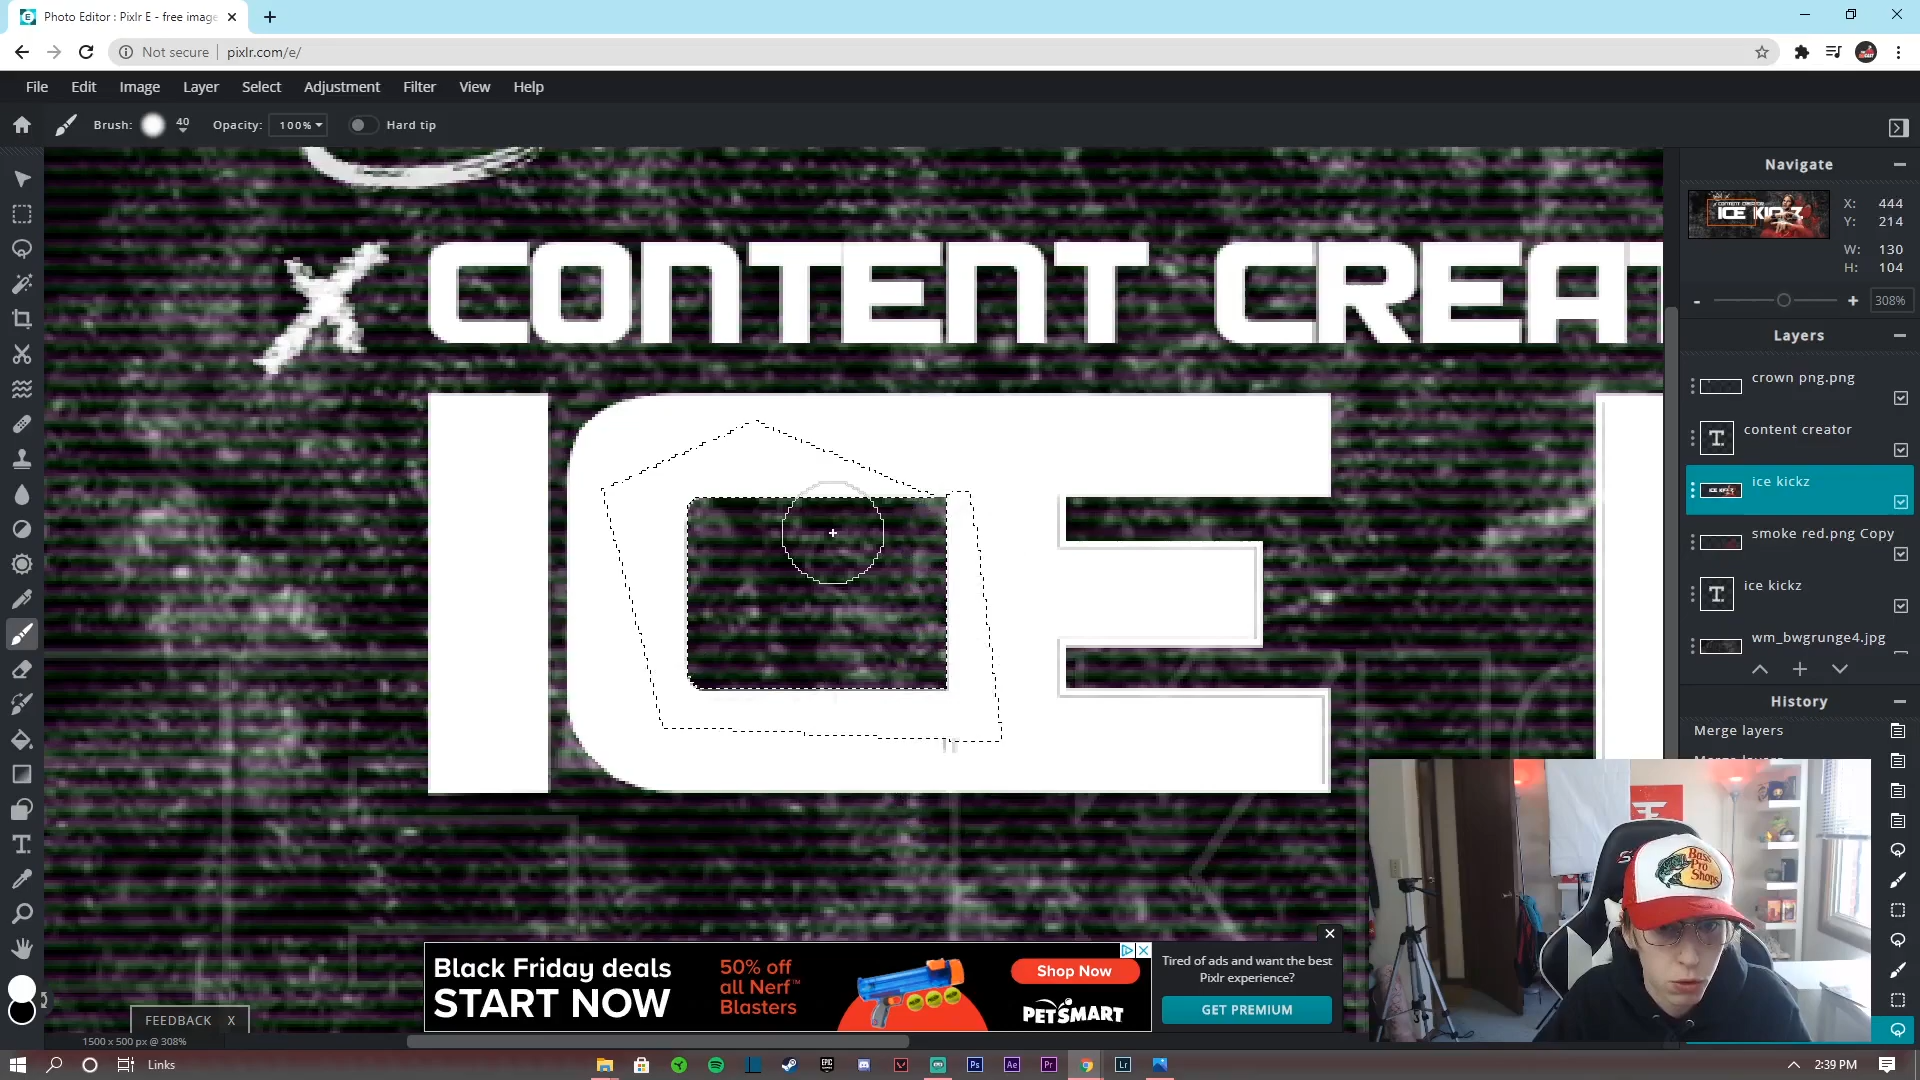 Photo Editor : Pixlr E - free image
Not secure
pixlr.com/e/
File Edit Image Layer Select Adjustment Filter View Help
Brush: 40 Opacity: 100% Hard tip
Navigate
X: 444
Y: 214
W: 130
H: 104
- + 308%
CONTENT CREAT
ICE
Layers
crown png.png
content creator
ice kickz
smoke red.png Copy
ice kickz
wm_bwgrunge4.jpg
History
Merge layers
Bass
Pro
Shops
Black Friday deals
START NOW
50% off
all Nerf™
Blasters
Shop Now
PETSMART
Tired of ads and want the best
Pixlr experience?
GET PREMIUM
FEEDBACK X
1500 x 500 px @ 308%
Links
2:39 PM